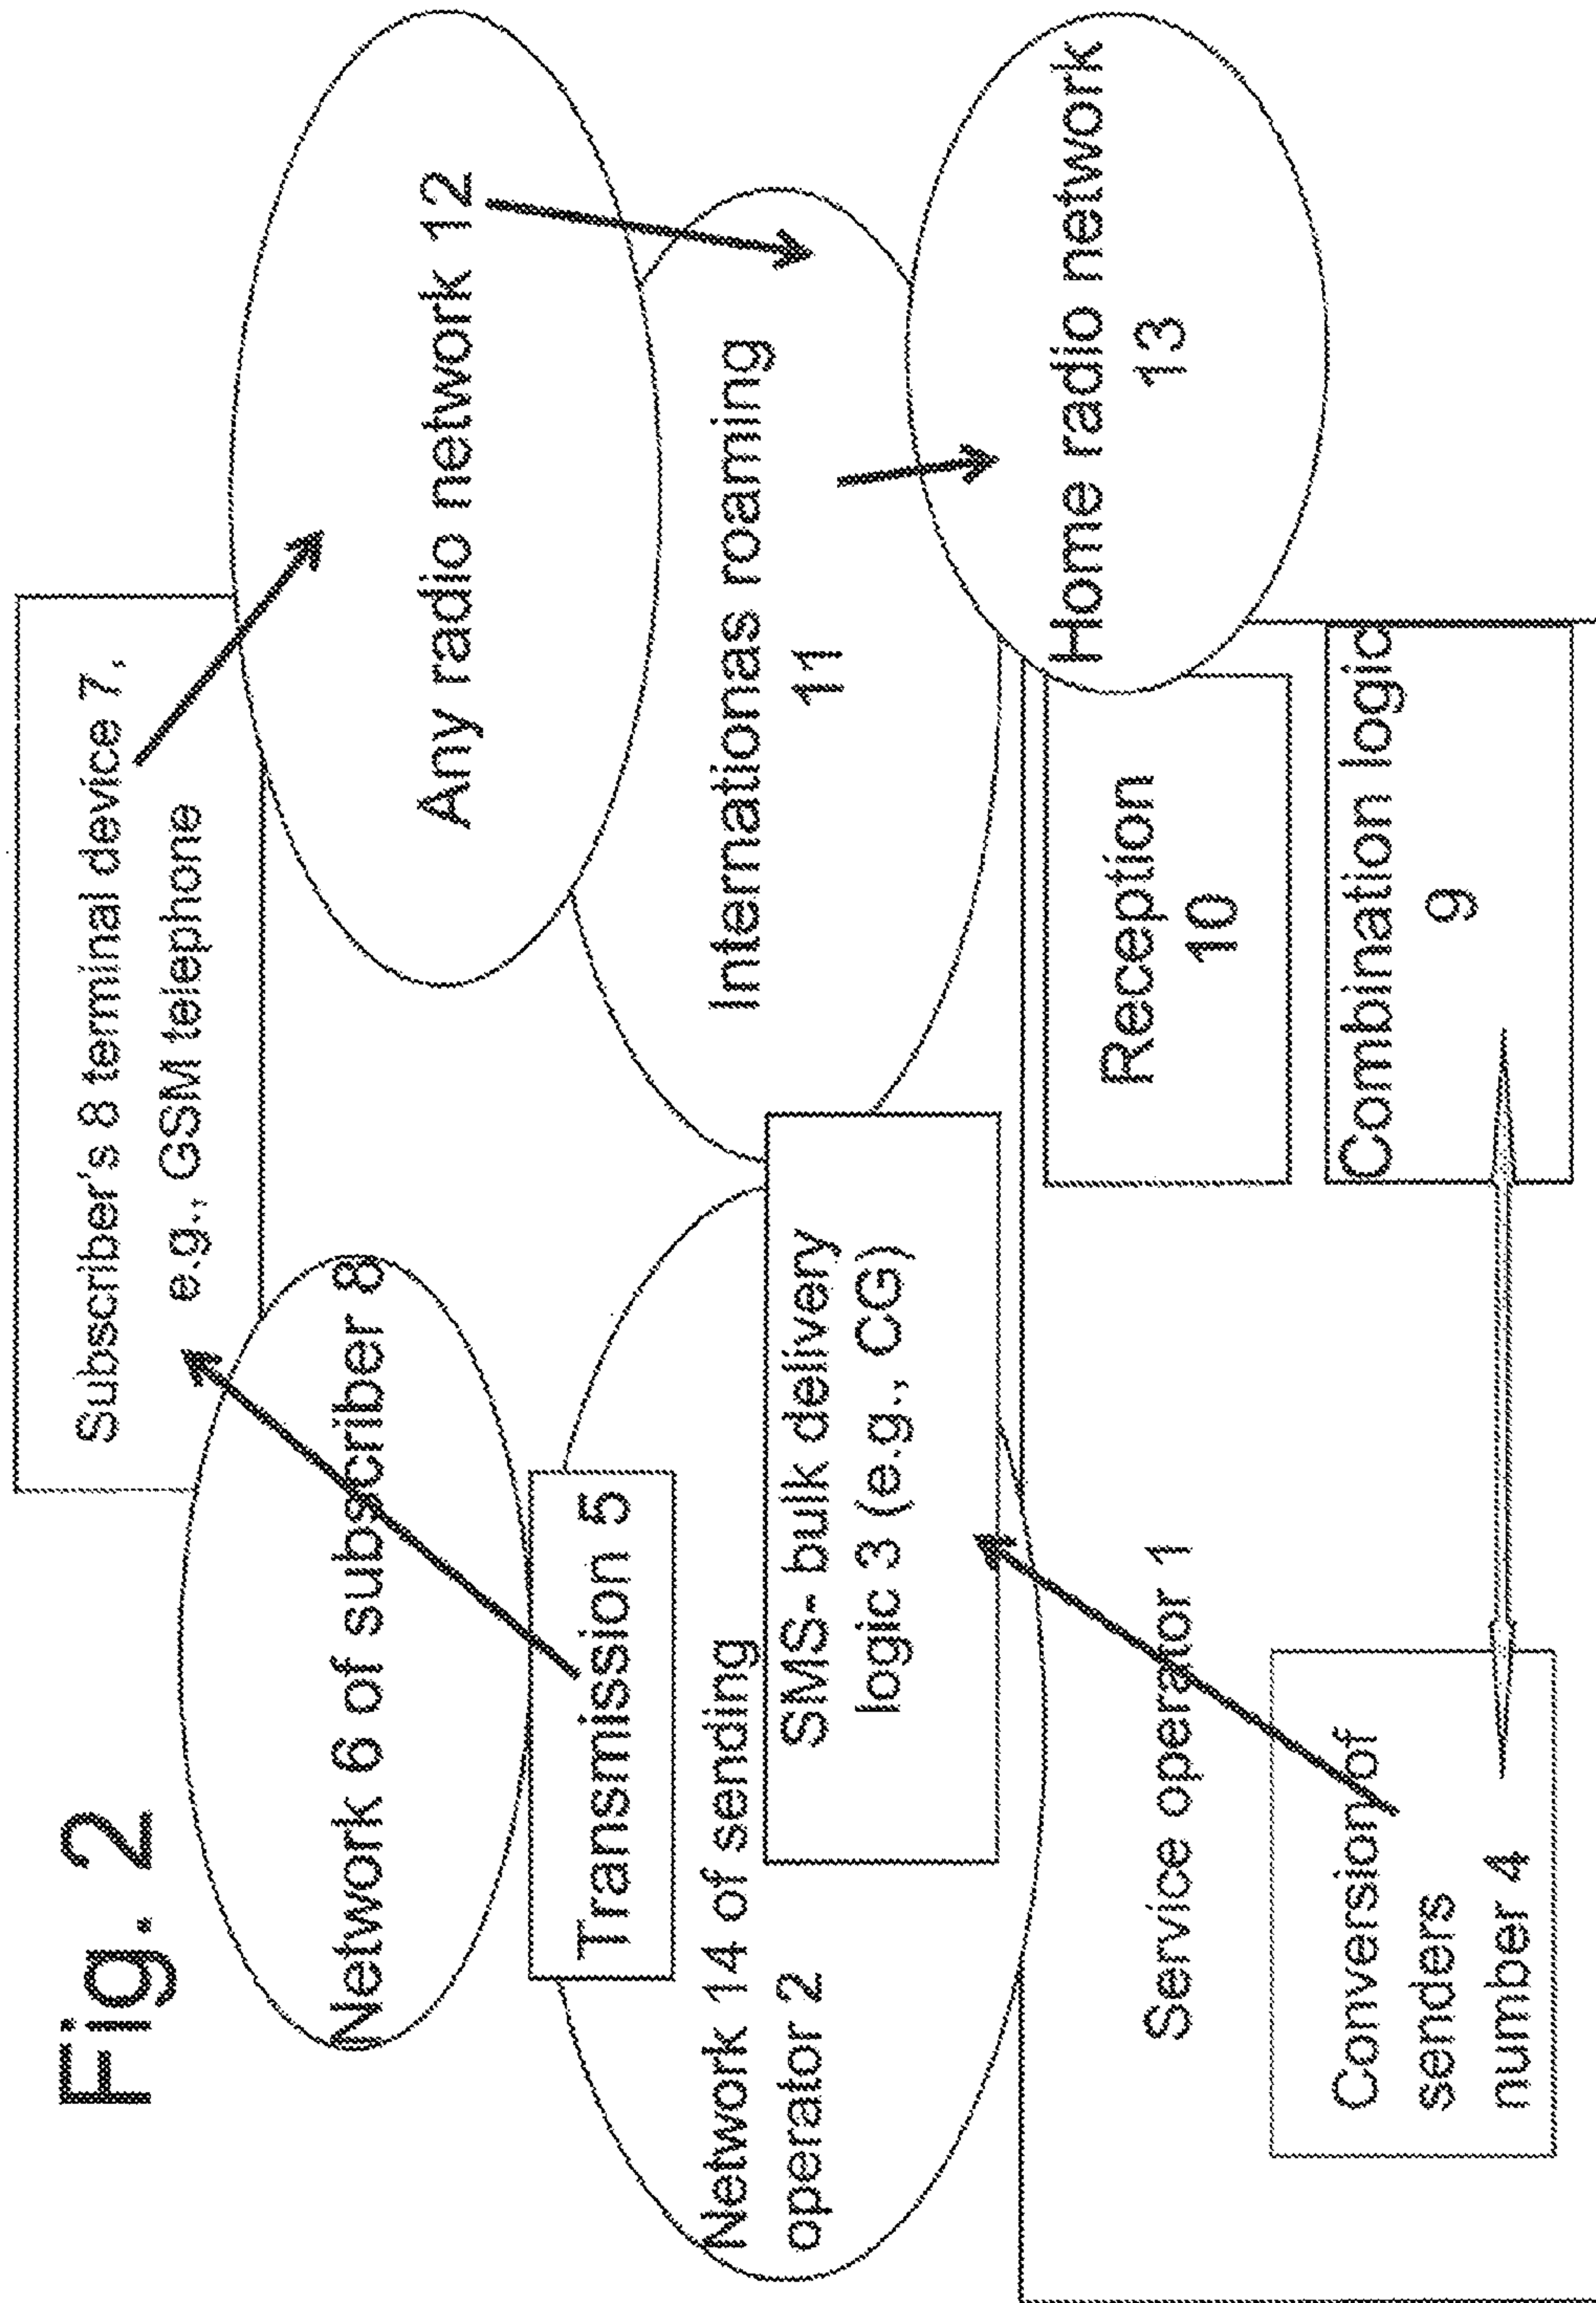 Fig. 2
Subscriber's 8 terminal device 7,
e.g., GSM telephone
Network 6 of subscriber 8
Any radio network 12
Transmission 5
Network 14 of sending
operator 2
SMS- bulk delivery
logic 3 (e.g., CG)
Internationas roaming
11
Home radio network
13
Service operator 1
Reception
10
Conversion of
senders
number 4
Combination logic
9